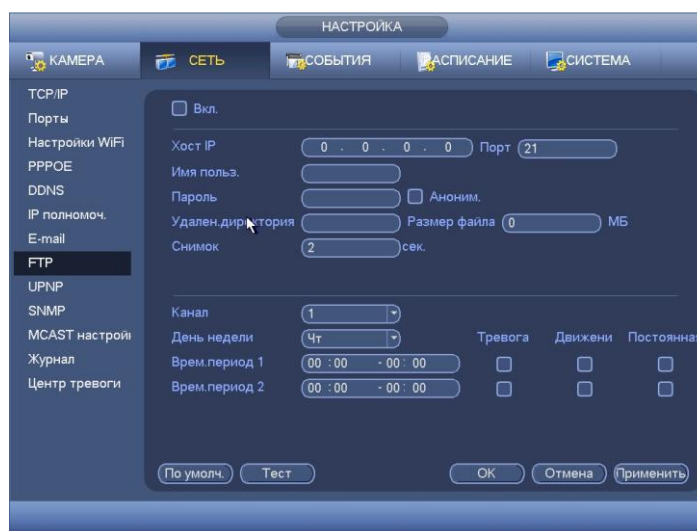 НАСТРОЙКА
КАМЕРА СЕТЬ СОБЫТИЯ АСПИСАНИЕ СИСТЕМА
TCP/IP
Порты
Настройки WiFi
PPPOE
DDNS
IP полномоч.
E-mail
FTP
UPNP
SNMP
MCAST настрой
Журнал
Центр тревоги
Вкл.
Хост IP 0 . 0 . 0 . 0 Порт 21
Имя польз.
Пароль Аноним.
Удален.директория Размер файла 0 МБ
Снимок 2 сек.
Канал 1
День недели Чт Тревога Движени Постоянна
Врем.период 1 00 :00 - 00 : 00
Врем.период 2 00 :00 - 00 : 00
По умолч. Тест ОК Отмена Применить